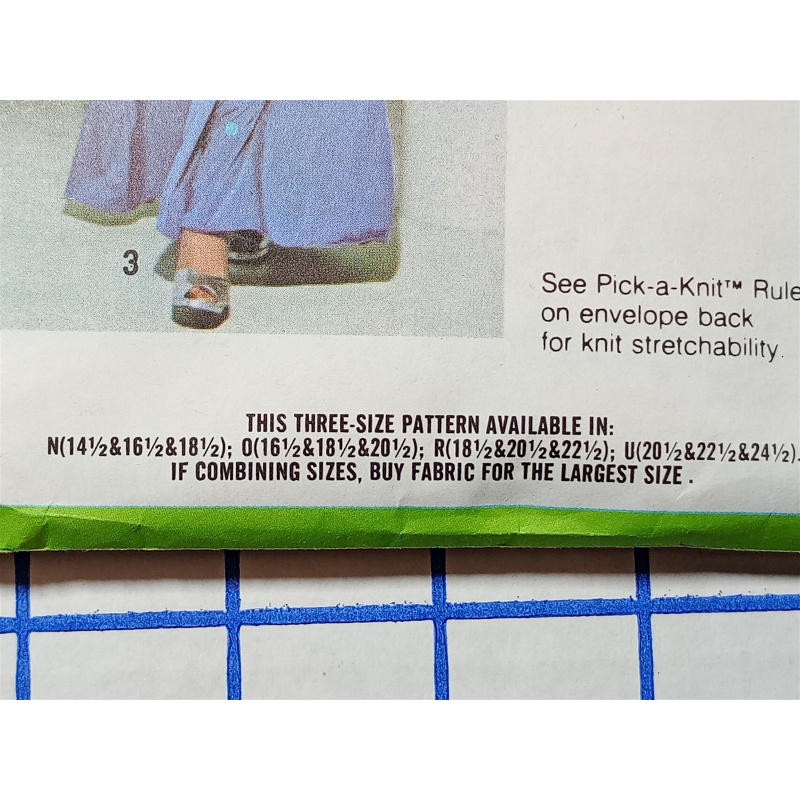 3
See Pick-a-Knit™ Rule
on envelope back
for knit stretchability.
THIS THREE-SIZE PATTERN AVAILABLE IN:
N(14½&16½&18½); O(16½&18½&20½); R(18½&20½&22½); U(20½&22½&24½).
IF COMBINING SIZES, BUY FABRIC FOR THE LARGEST SIZE .